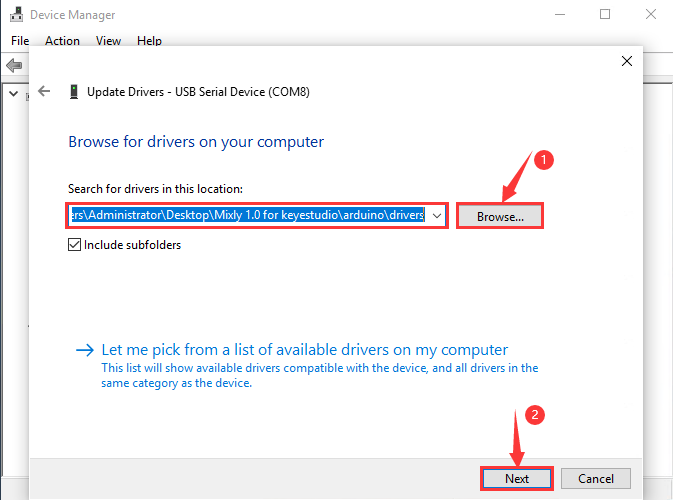 Device Manager
File Action View Help
Update Drivers - USB Serial Device (COM8)
Browse for drivers on your computer
1
Search for drivers in this location:
ers\Administrator\Desktop\Mixly 1.0 for keyestudio\arduino\drivers
Browse...
Include subfolders
Let me pick from a list of available drivers on my computer
This list will show available drivers compatible with the device, and all drivers in the
same category as the device.
2
Next Cancel